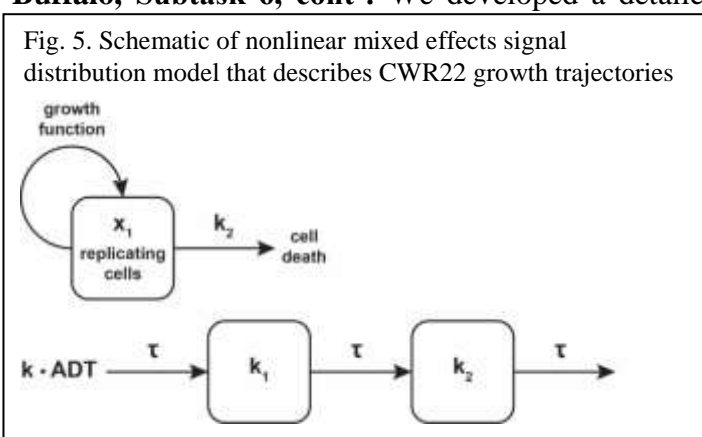 Buffalo, Subtask 6, cont'. We developed a detaile
Fig. 5. Schematic of nonlinear mixed effects signal
distribution model that describes CWR22 growth trajectories
growth
function
x₁
replicating
cells
k₂
cell
death
k · ADT
τ
k₁
τ
k₂
τ